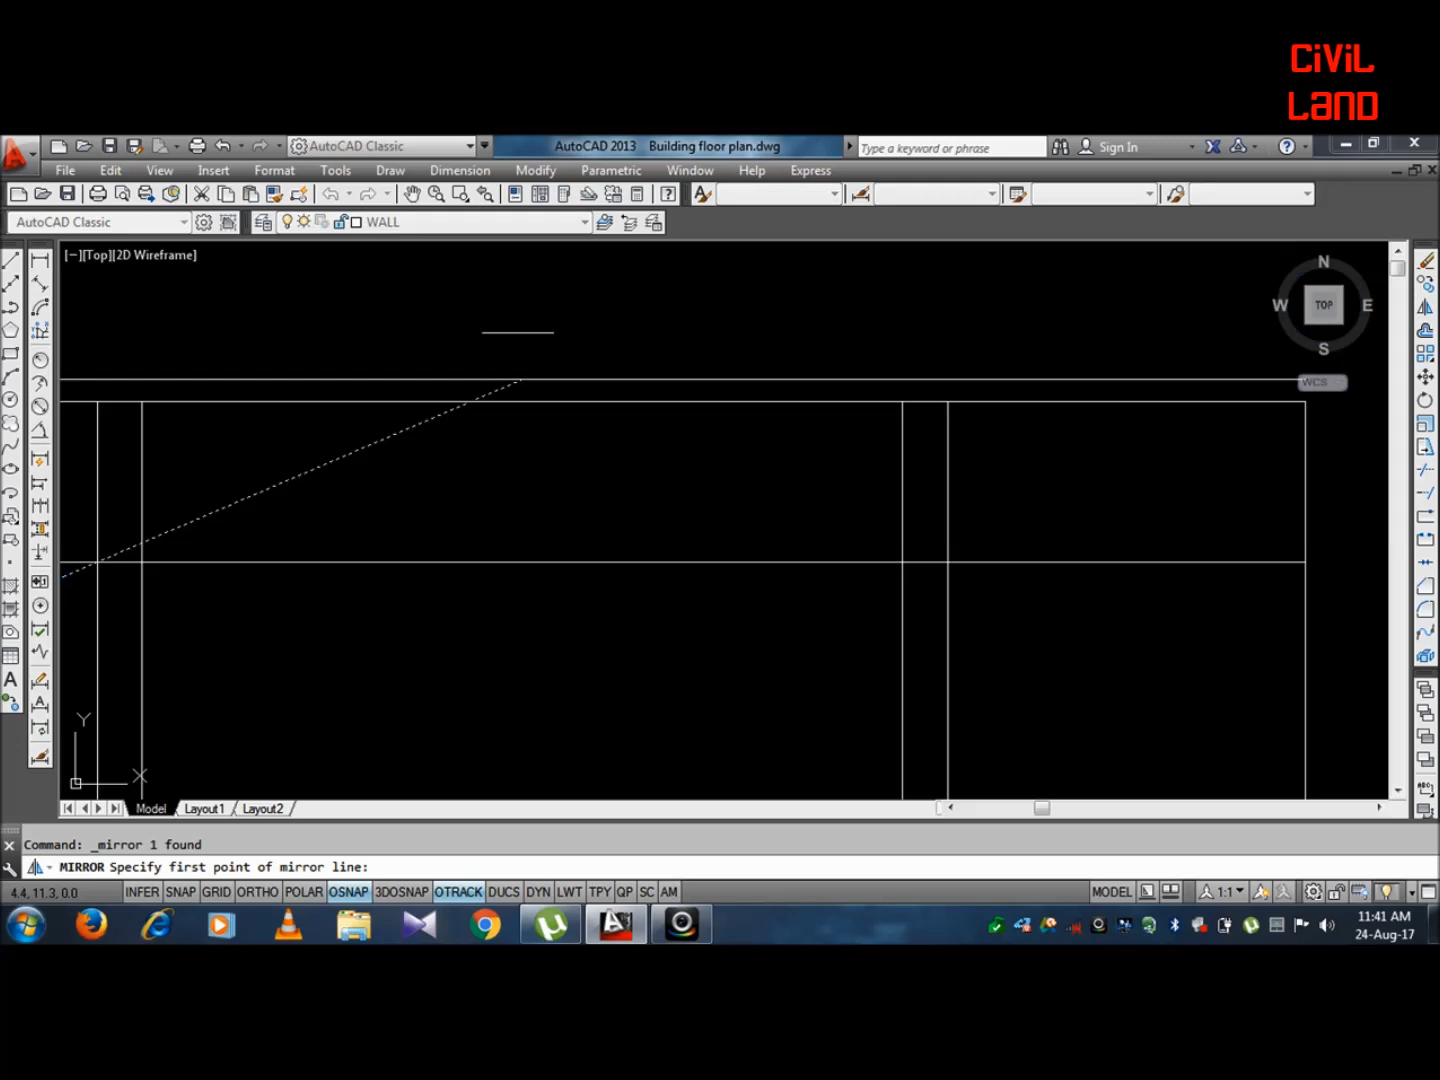 CiViL
LanD
AutoCAD Classic
AutoCAD 2013 Building floor plan.dwg
Type a keyword or phrase
Sign In
File Edit View Insert Format Tools Draw Dimension Modify Parametric Window Help Express
AutoCAD Classic
WALL
[−][Top][2D Wireframe]
N
W TOP E
S
WCS
Y
X
Model Layout1 Layout2
Command: _mirror 1 found
MIRROR Specify first point of mirror line:
4.4, 11.3, 0.0 INFER SNAP GRID ORTHO POLAR OSNAP 3DOSNAP OTRACK DUCS DYN LWT TPY QP SC AM MODEL 1:1
11:41 AM
24-Aug-17